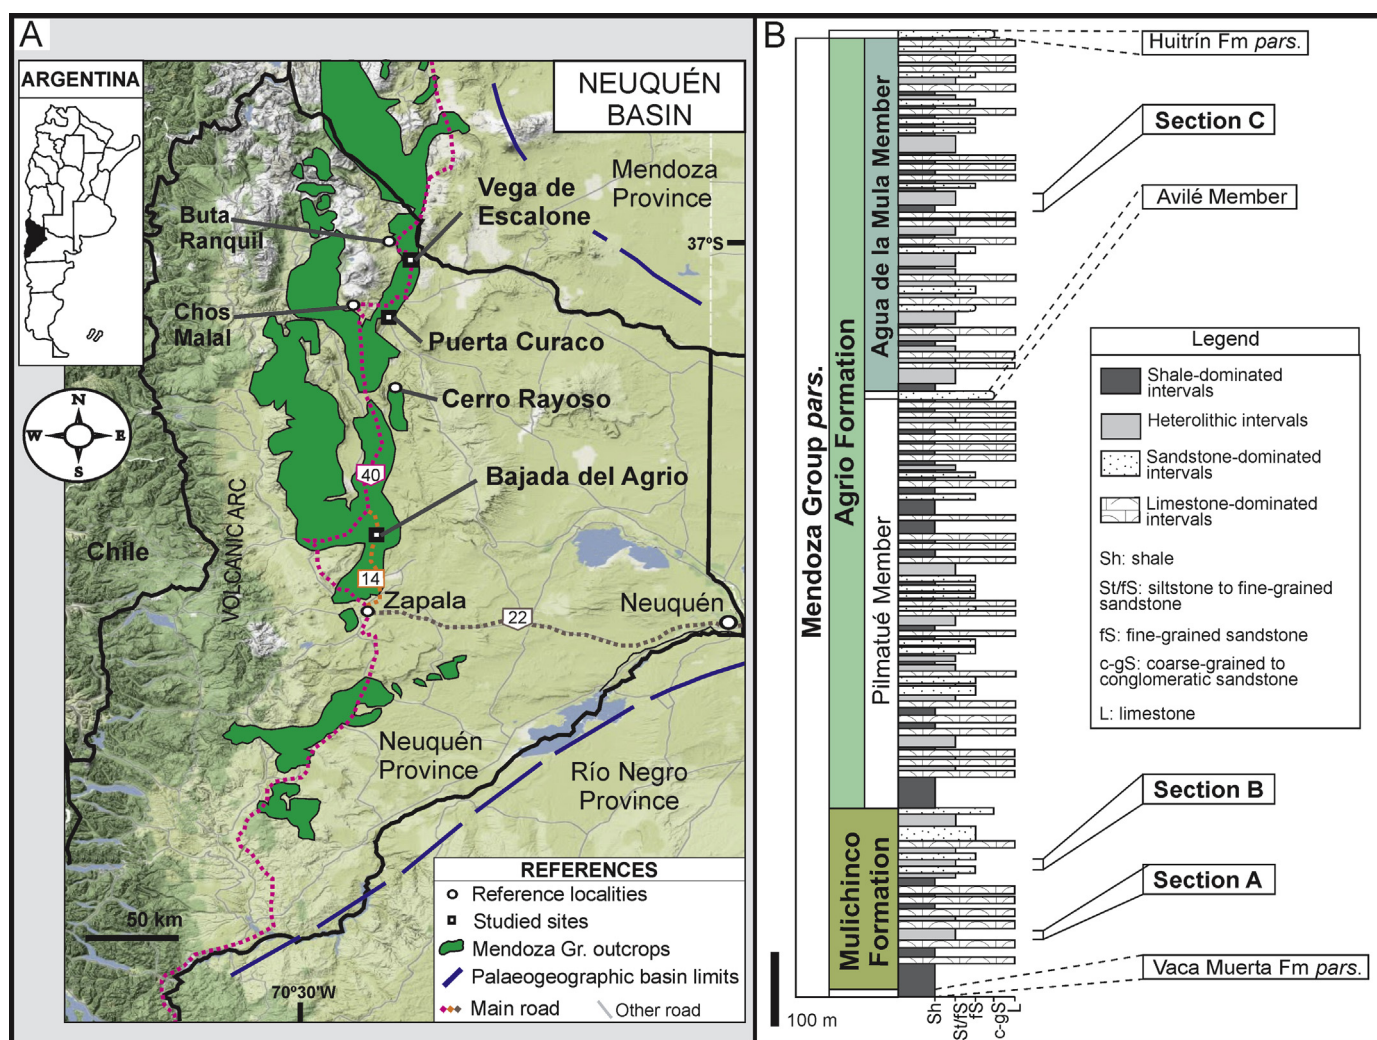 A
ARGENTINA
NEUQUÉN
BASIN
Mendoza
Province
Vega de
Escalone
Buta
Ranquil
37ºS
Chos
Malal
Puerta Curaco
Cerro Rayoso
N
W
E
S
40
Bajada del Agrio
VOLCANIC ARC
Chile
14
Zapala
Neuquén
22
Neuquén
Province
Río Negro
Province
50 km
70º30'W
REFERENCES
Reference localities
Studied sites
Mendoza Gr. outcrops
Palaeogeographic basin limits
Main road
Other road
B
Huitrín Fm pars.
Section C
Avilé Member
Mendoza Group pars.
Agrio Formation
Agua de la Mula Member
Pilmatué Member
Mulichinco
Formation
Legend
Shale-dominated
intervals
Heterolithic intervals
Sandstone-dominated
intervals
Limestone-dominated
intervals
Sh: shale
St/fS: siltstone to fine-grained
sandstone
fS: fine-grained sandstone
c-gS: coarse-grained to
conglomeratic sandstone
L: limestone
Section B
Section A
Vaca Muerta Fm pars.
100 m
Sh
St/fS
fS
c-gS
L